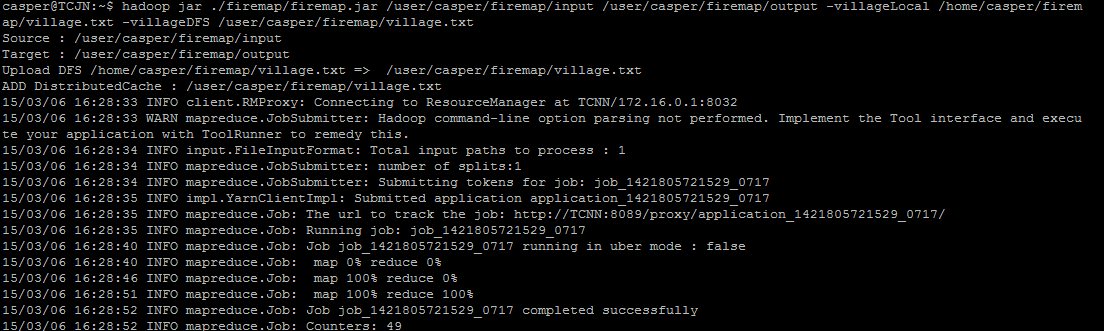 casper@TCJN:~$ hadoop jar ./firemap/firemap.jar /user/casper/firemap/input /user/casper/firemap/output -villageLocal /home/casper/firem
ap/village.txt -villageDFS /user/casper/firemap/village.txt
Source : /user/casper/firemap/input
Target : /user/casper/firemap/output
Upload DFS /home/casper/firemap/village.txt =>  /user/casper/firemap/village.txt
ADD DistributedCache : /user/casper/firemap/village.txt
15/03/06 16:28:33 INFO client.RMProxy: Connecting to ResourceManager at TCNN/172.16.0.1:8032
15/03/06 16:28:33 WARN mapreduce.JobSubmitter: Hadoop command-line option parsing not performed. Implement the Tool interface and execu
te your application with ToolRunner to remedy this.
15/03/06 16:28:34 INFO input.FileInputFormat: Total input paths to process : 1
15/03/06 16:28:34 INFO mapreduce.JobSubmitter: number of splits:1
15/03/06 16:28:34 INFO mapreduce.JobSubmitter: Submitting tokens for job: job_1421805721529_0717
15/03/06 16:28:35 INFO impl.YarnClientImpl: Submitted application application_1421805721529_0717
15/03/06 16:28:35 INFO mapreduce.Job: The url to track the job: http://TCNN:8089/proxy/application_1421805721529_0717/
15/03/06 16:28:35 INFO mapreduce.Job: Running job: job_1421805721529_0717
15/03/06 16:28:40 INFO mapreduce.Job: Job job_1421805721529_0717 running in uber mode : false
15/03/06 16:28:40 INFO mapreduce.Job:  map 0% reduce 0%
15/03/06 16:28:46 INFO mapreduce.Job:  map 100% reduce 0%
15/03/06 16:28:51 INFO mapreduce.Job:  map 100% reduce 100%
15/03/06 16:28:52 INFO mapreduce.Job: Job job_1421805721529_0717 completed successfully
15/03/06 16:28:52 INFO mapreduce.Job: Counters: 49